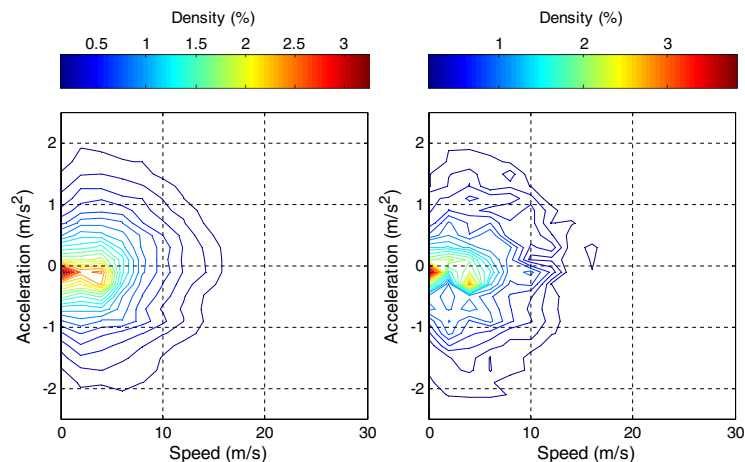 Density (%)
0.5 1 1.5 2 2.5 3
Density (%)
1 2 3
Acceleration (m/s²)
2
1
0
-1
-2
0 10 20 30
Speed (m/s)
Acceleration (m/s²)
2
1
0
-1
-2
0 10 20 30
Speed (m/s)